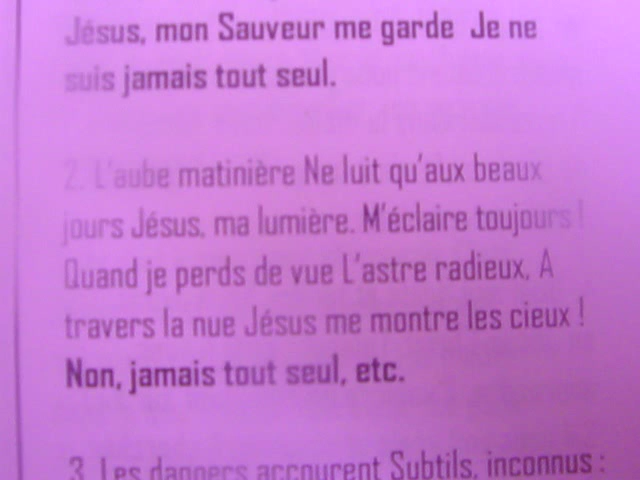 Jésus, mon Sauveur me garde Je ne
suis jamais tout seul.
2. L'aube matinière Ne luit qu'aux beaux
jours Jésus, ma lumière. M'éclaire toujours !
Quand je perds de vue L'astre radieux, A
travers la nue Jésus me montre les cieux !
Non, jamais tout seul, etc.
3. Les dangers accourent Subtils, inconnus :